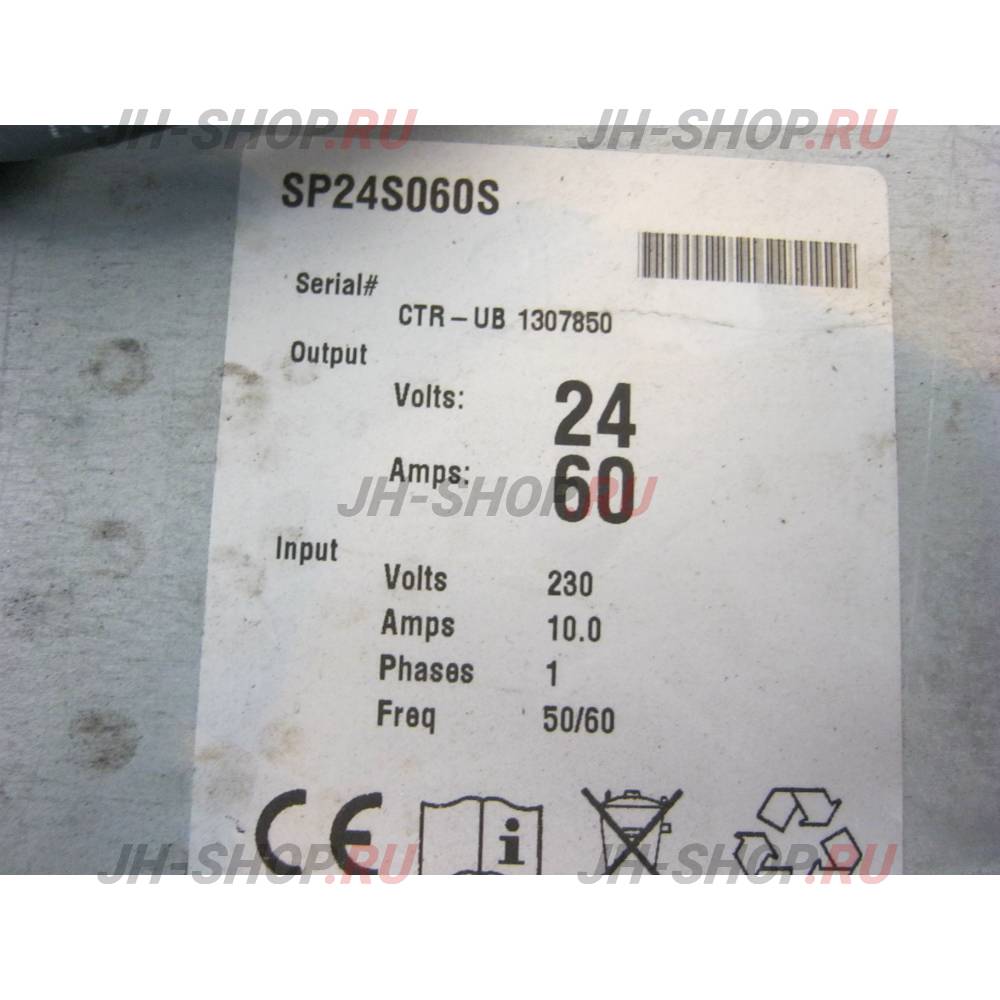 JH-SHOP.RU JH-SHOP.RU
SP24S060S
Serial#
CTR-UB 1307850
Output
Volts: 24
Amps: 60
JH-SHOP.RU
Input
Volts 230
Amps 10.0
Phases 1
Freq 50/60
CE i
JH-SHOP.RU JH-SHOP.RU